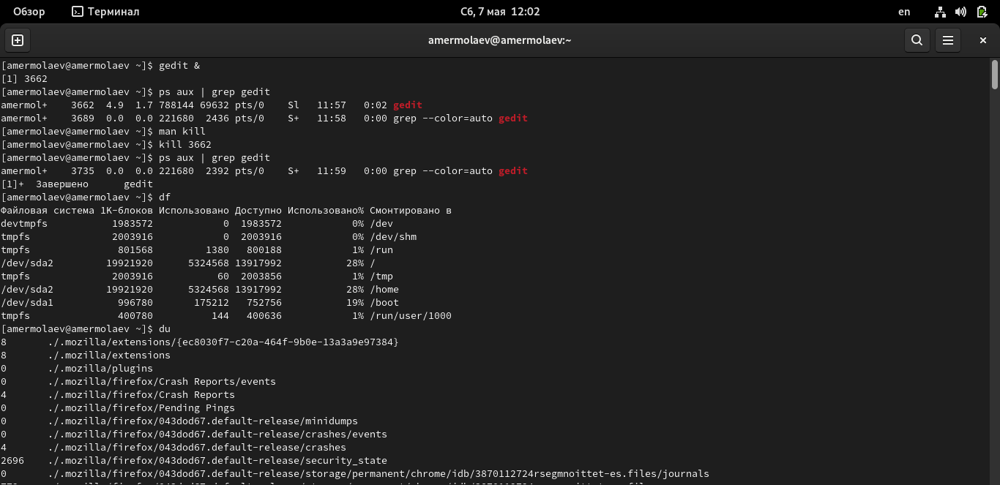 Обзор Терминал Сб, 7 мая 12:02 en
amermolaev@amermolaev:~
[amermolaev@amermolaev ~]$ gedit &
[1] 3662
[amermolaev@amermolaev ~]$ ps aux | grep gedit
amermol+    3662  4.9  1.7 788144 69632 pts/0    Sl   11:57   0:02 gedit
amermol+    3689  0.0  0.0 221680  2436 pts/0    S+   11:58   0:00 grep --color=auto gedit
[amermolaev@amermolaev ~]$ man kill
[amermolaev@amermolaev ~]$ kill 3662
[amermolaev@amermolaev ~]$ ps aux | grep gedit
amermol+    3735  0.0  0.0 221680  2392 pts/0    S+   11:59   0:00 grep --color=auto gedit
[1]+  Завершено      gedit
[amermolaev@amermolaev ~]$ df
Файловая система 1K-блоков Использовано Доступно Использовано% Смонтировано в
devtmpfs           1983572            0  1983572            0% /dev
tmpfs              2003916            0  2003916            0% /dev/shm
tmpfs               801568         1380   800188            1% /run
/dev/sda2         19921920      5324568 13917992           28% /
tmpfs              2003916           60  2003856            1% /tmp
/dev/sda2         19921920      5324568 13917992           28% /home
/dev/sda1           996780       175212   752756           19% /boot
tmpfs               400780          144   400636            1% /run/user/1000
[amermolaev@amermolaev ~]$ du
8       ./.mozilla/extensions/{ec8030f7-c20a-464f-9b0e-13a3a9e97384}
8       ./.mozilla/extensions
0       ./.mozilla/plugins
0       ./.mozilla/firefox/Crash Reports/events
4       ./.mozilla/firefox/Crash Reports
0       ./.mozilla/firefox/Pending Pings
0       ./.mozilla/firefox/043dod67.default-release/minidumps
0       ./.mozilla/firefox/043dod67.default-release/crashes/events
4       ./.mozilla/firefox/043dod67.default-release/crashes
2696    ./.mozilla/firefox/043dod67.default-release/security_state
0       ./.mozilla/firefox/043dod67.default-release/storage/permanent/chrome/idb/3870112724rsegmnoittet-es.files/journals